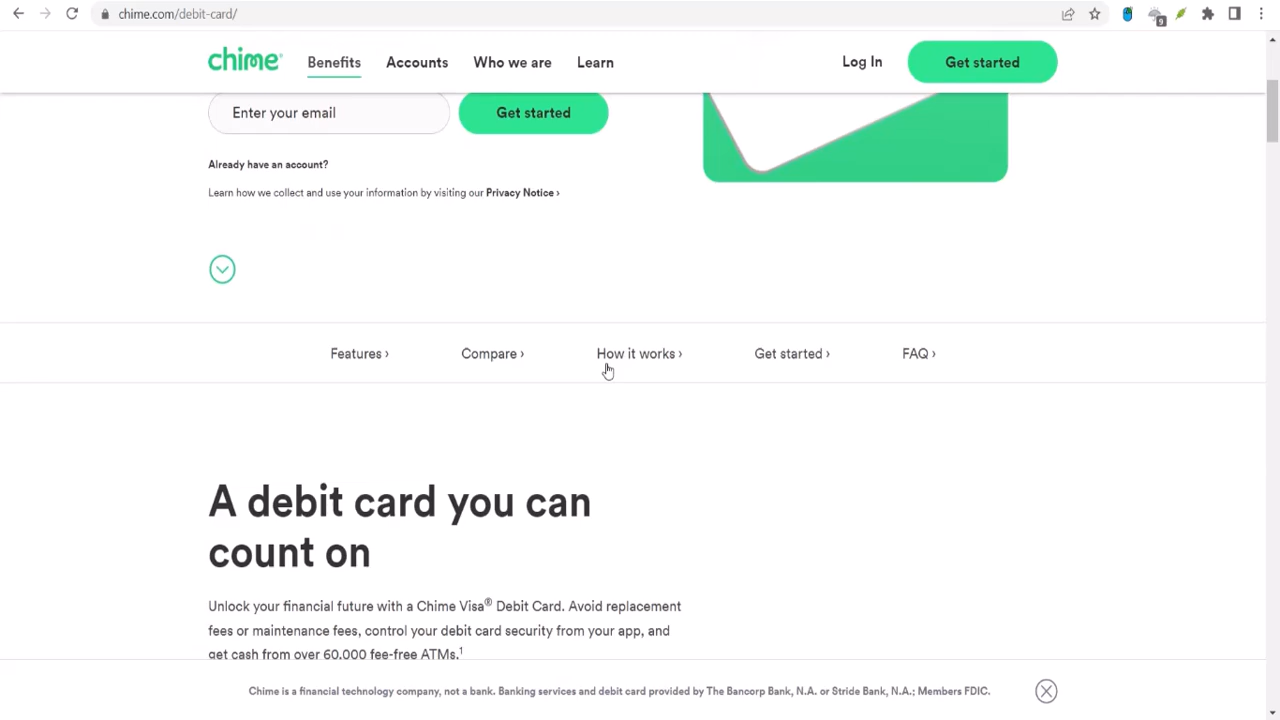 chime.com/debit-card/
9
chime
Benefits
Accounts
Who we are
Learn
Log In
Get started
Enter your email
Get started
Already have an account?
Learn how we collect and use your information by visiting our Privacy Notice ›
Features ›
Compare ›
How it works ›
Get started ›
FAQ ›
A debit card you can
count on
Unlock your financial future with a Chime Visa® Debit Card. Avoid replacement
fees or maintenance fees, control your debit card security from your app, and
get cash from over 60,000 fee-free ATMs.¹
Chime is a financial technology company, not a bank. Banking services and debit card provided by The Bancorp Bank, N.A. or Stride Bank, N.A.; Members FDIC.